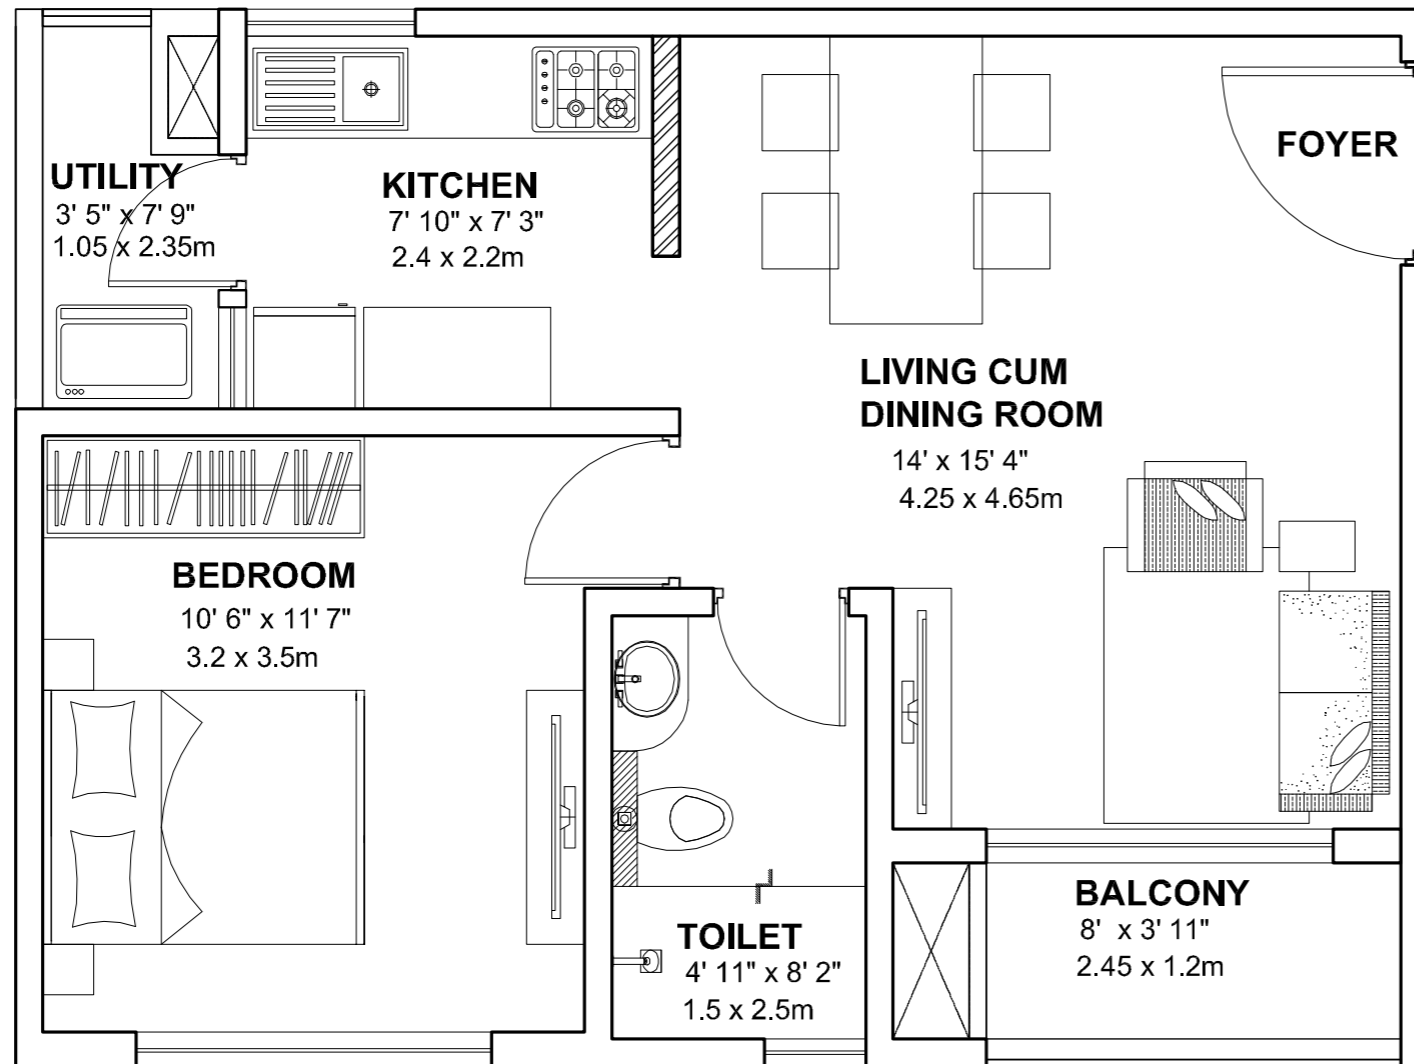 FOYER
UTILITY
3' 5" x 7' 9"
1.05 x 2.35m
KITCHEN
7' 10" x 7' 3"
2.4 x 2.2m
LIVING CUM
DINING ROOM
14' x 15' 4"
4.25 x 4.65m
BEDROOM
10' 6" x 11' 7"
3.2 x 3.5m
TOILET
4' 11" x 8' 2"
1.5 x 2.5m
BALCONY
8' x 3' 11"
2.45 x 1.2m